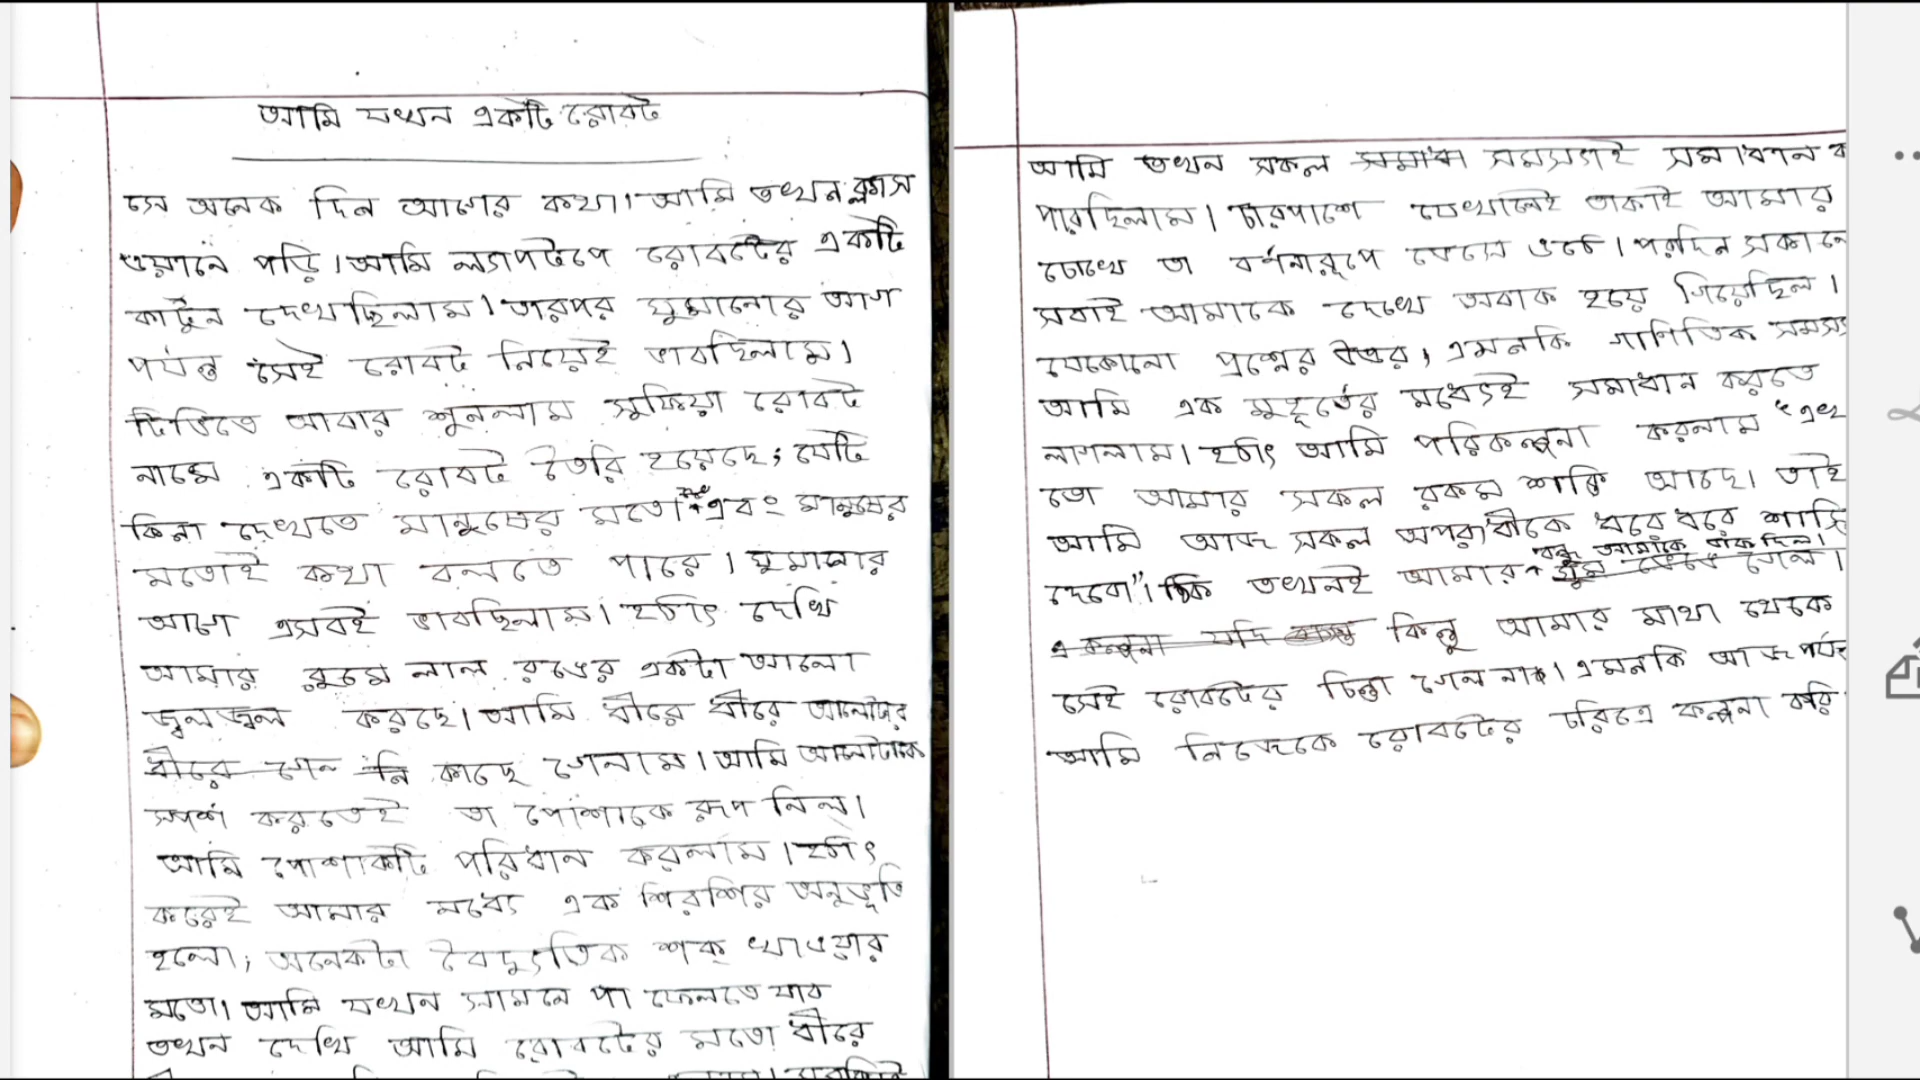 আমি যখন একটি রোবট
সে অনেক দিন আগের কথা। আমি তখন ক্লাস
ওয়ানে পড়ি। আমি ল্যাপটপে রোবটের একটি
কার্টুন দেখছিলাম। তারপর ঘুমানোর আগ
পর্যন্ত সেই রোবট নিয়েই ভাবছিলাম।
টিভিতে আবার শুনলাম সুফিয়া রোবট
নামে একটি রোবট তৈরি হয়েছে; যেটি
কিনা দেখতে মানুষের মতো এবং মানুষের
মতোই কথা বলতে পারে। ঘুমানোর
আগে এসবই ভাবছিলাম। হঠাৎ দেখি
আমার রুমে লাল রঙের একটা আলো
জ্বলজ্বল করছে। আমি ধীরে ধীরে আলোটার
ধীরে গেল নি কাছে গেলাম। আমি আলোটাকে
স্পর্শ করতেই তা পোশাকে রূপ নিল।
আমি পোশাকটি পরিধান করলাম। হঠাৎ
করেই আমার মধ্যে এক শিরশির অনুভূতি
হলো; অনেকটা বৈদ্যুতিক শক্ খাওয়ার
মতো। আমি যখন সামনে পা ফেলতে যাব
তখন দেখি আমি রোবটের মতো ধীরে
আমি তখন সকল সমাধা সমস্যাই সমাধান ক
পারছিলাম। চারপাশে যেখানেই তাকাই আমার
চোখে তা বর্ণনারূপে ভেসে ওঠে। পরদিন সকালে
সবাই আমাকে দেখে অবাক হয়ে গিয়েছিল।
যেকোনো প্রশ্নের উত্তর, এমনকি গাণিতিক সমস্য
আমি এক মুহূর্তের মধ্যেই সমাধান করতে
লাগলাম। হঠাৎ আমি পরিকল্পনা করলাম "এখ
তো আমার সকল রকম শক্তি আছে। তাই
আমি আজ সকল অপরাধীকে ধরে ধরে শাস্তি
দেবো"। ঠিক তখনই আমার বন্ধু আমাকে ডাক দিল। ঘুম ভেঙে গেল।
এ কল্পনা যদি কিন্তু আমার মাথা থেকে
সেই রোবটের চিন্তা গেল না। এমনকি আজ পর্যন্ত
আমি নিজেকে রোবটের চরিত্রে কল্পনা করি